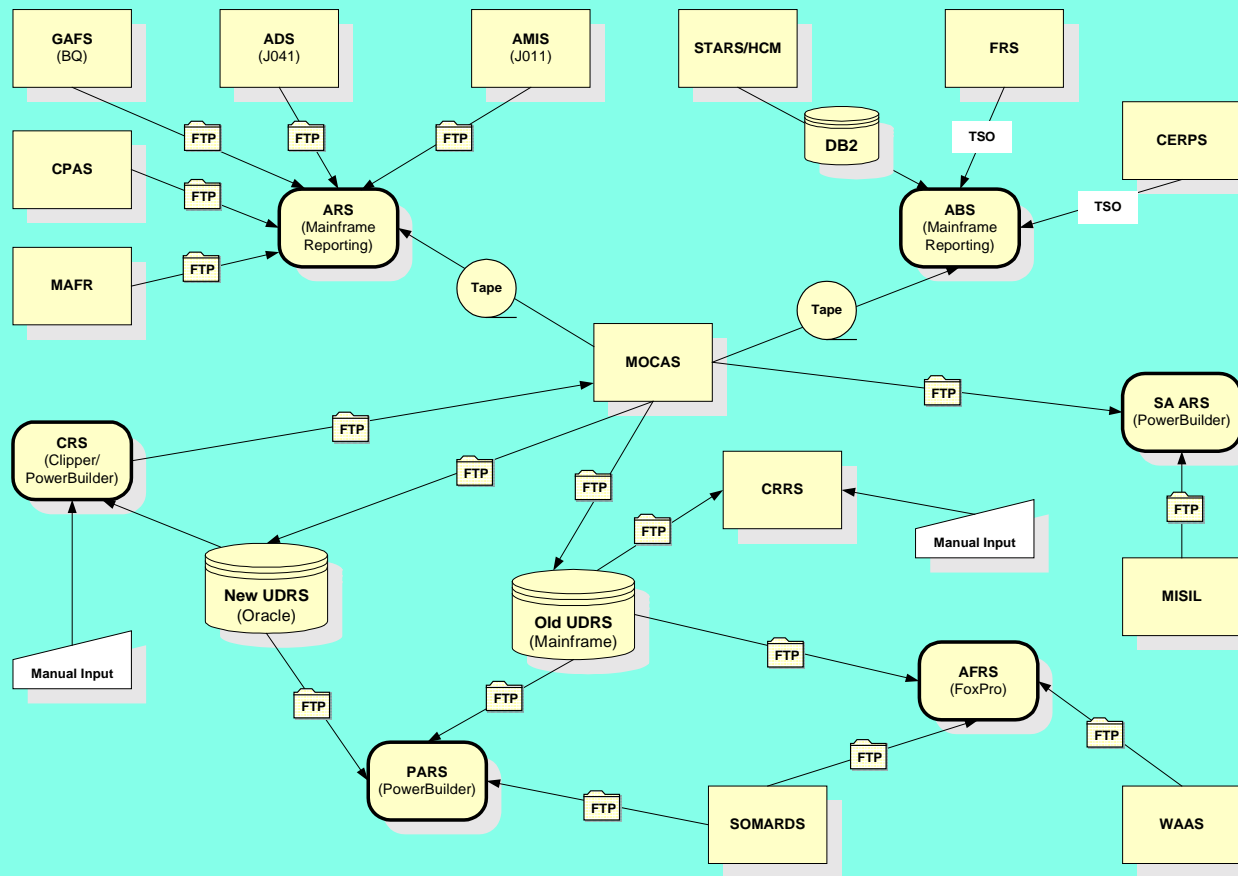 GAFS
(BQ)
ADS
(J041)
AMIS
(J011)
STARS/HCM
FRS
FTP
FTP
FTP
DB2
TSO
CERPS
CPAS
FTP
ARS
(Mainframe
Reporting)
ABS
(Mainframe
Reporting)
TSO
MAFR
FTP
Tape
Tape
MOCAS
FTP
SA ARS
(PowerBuilder)
CRS
(Clipper/
PowerBuilder)
FTP
FTP
FTP
CRRS
FTP
FTP
Manual Input
New UDRS
(Oracle)
Old UDRS
(Mainframe)
MISIL
Manual Input
FTP
AFRS
(FoxPro)
FTP
FTP
FTP
FTP
PARS
(PowerBuilder)
FTP
SOMARDS
WAAS